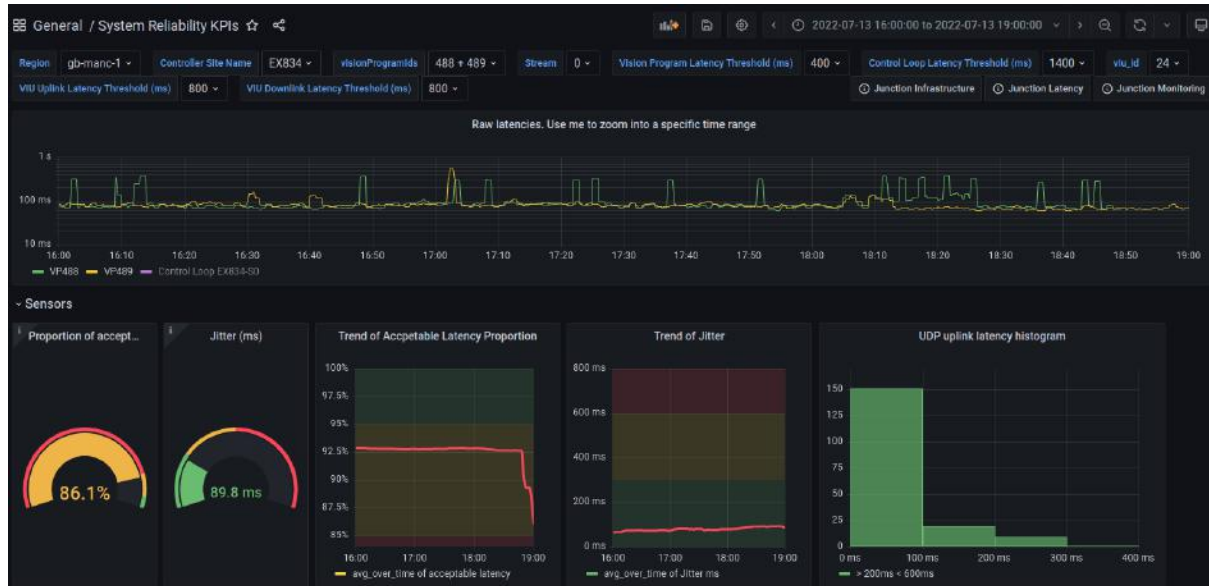 General / System Reliability KPIs
2022-07-13 16:00:00 to 2022-07-13 19:00:00
Region gb-manc-1 Controller Site Name EX834 visionProgramIds 488 + 489 Stream 0 Vision Program Latency Threshold (ms) 400 Control Loop Latency Threshold (ms) 1400 viu_id 24
VIU Uplink Latency Threshold (ms) 800 VIU Downlink Latency Threshold (ms) 800 Junction Infrastructure Junction Latency Junction Monitoring
Raw latencies. Use me to zoom into a specific time range
1 s
100 ms
10 ms
16:00 16:10 16:20 16:30 16:40 16:50 17:00 17:10 17:20 17:30 17:40 17:50 18:00 18:10 18:20 18:30 18:40 18:50 19:00
VP488 VP489 Control Loop EX834-S0
Sensors
Proportion of accept...
86.1%
Jitter (ms)
89.8 ms
Trend of Accpetable Latency Proportion
100%
97.5%
95%
92.5%
90%
87.5%
85%
16:00 17:00 18:00 19:00
avg_over_time of acceptable latency
Trend of Jitter
800 ms
600 ms
400 ms
200 ms
0 ms
16:00 17:00 18:00 19:00
avg_over_time of Jitter ms
UDP uplink latency histogram
150
125
100
75
50
25
0
0 ms 100 ms 200 ms 300 ms 400 ms
> 200ms < 600ms